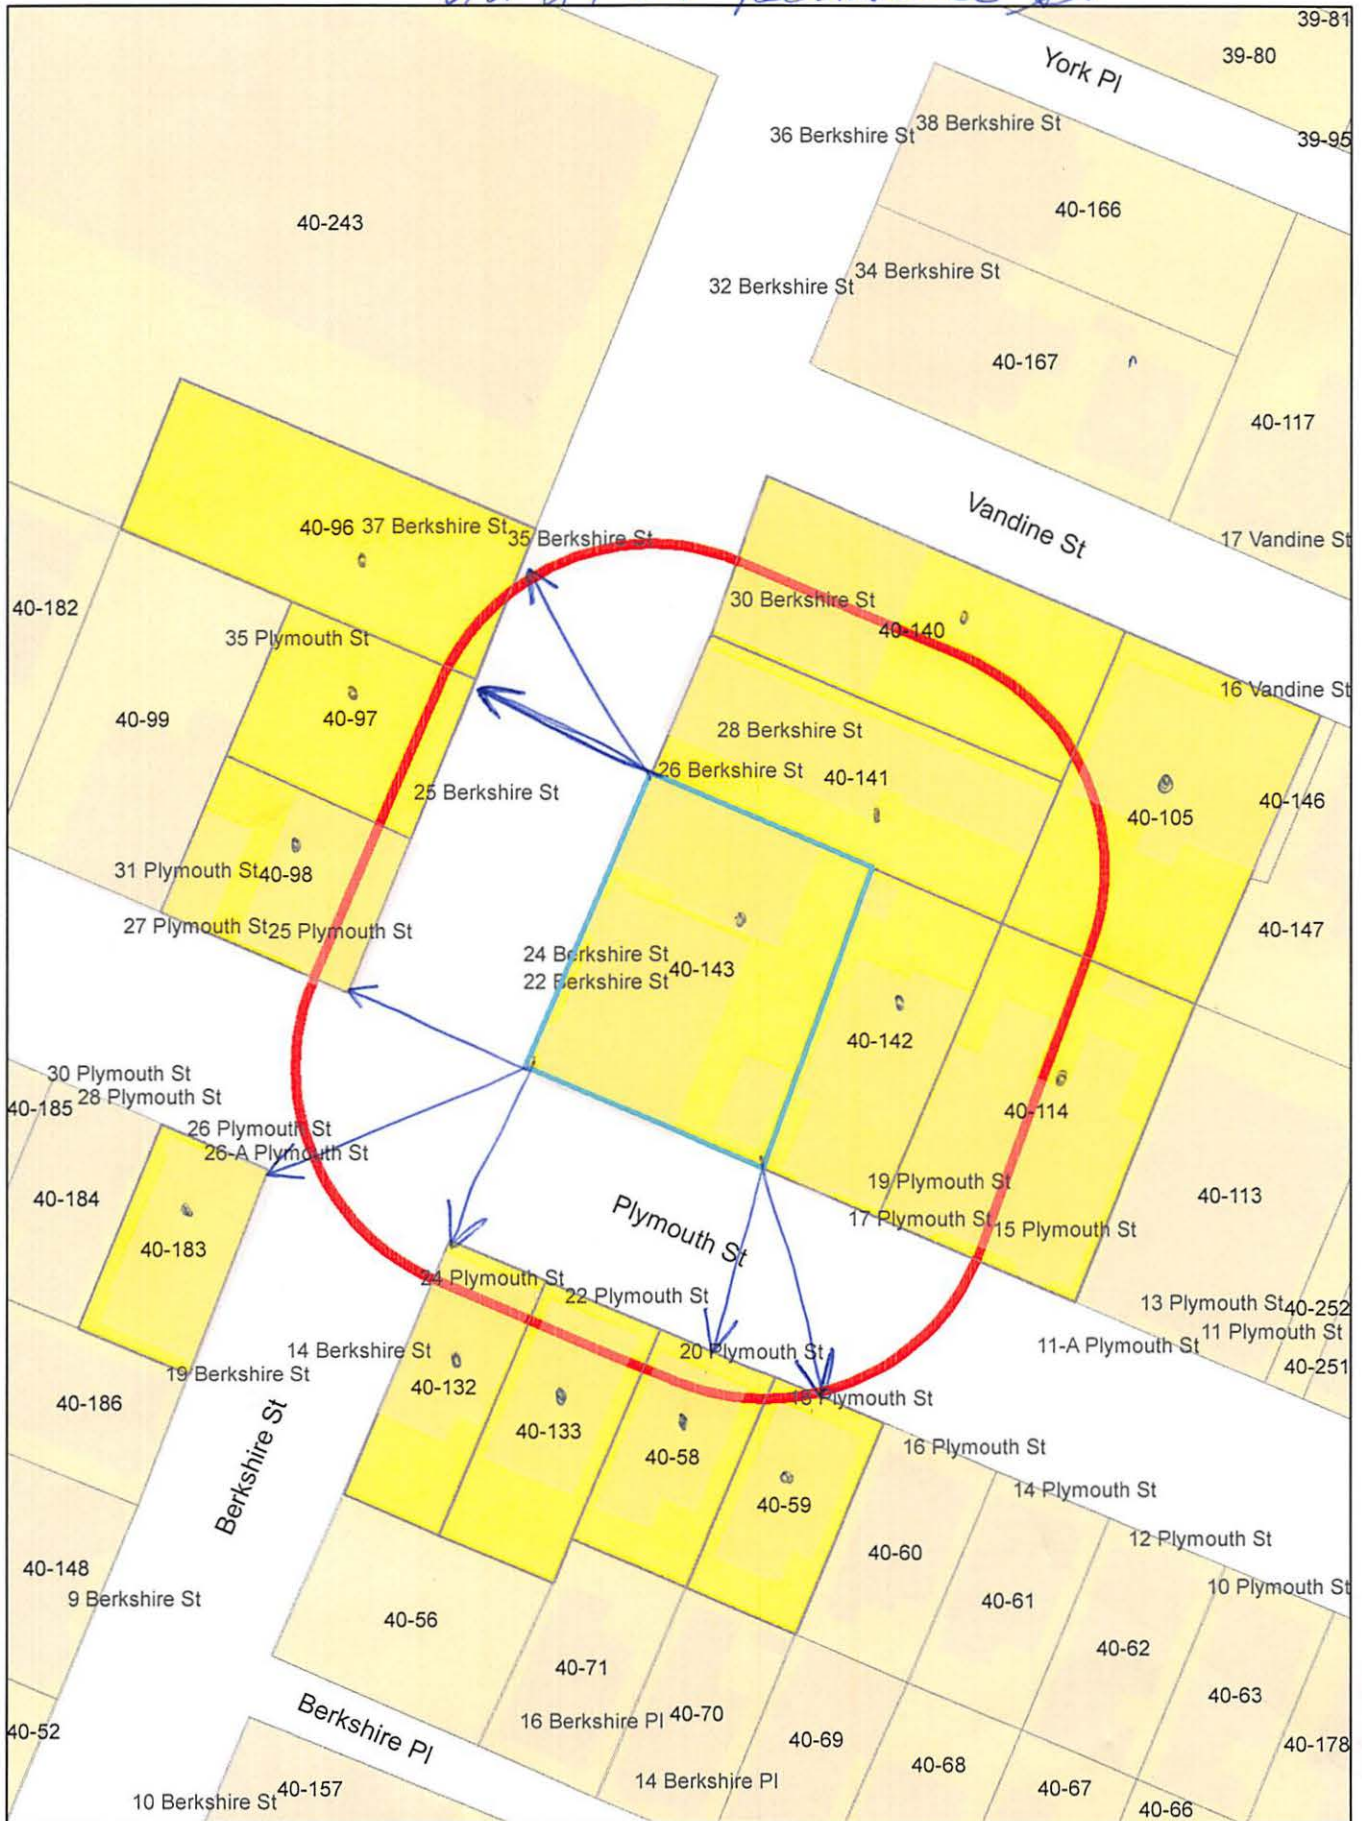 39-81
York Pl
39-80
36 Berkshire St
38 Berkshire St
39-95
40-243
40-166
34 Berkshire St
32 Berkshire St
40-167
40-117
Vandine St
40-96
37 Berkshire St
35 Berkshire St
17 Vandine St
40-182
30 Berkshire St
40-140
35 Plymouth St
16 Vandine St
40-99
40-97
28 Berkshire St
26 Berkshire St
40-141
25 Berkshire St
40-146
40-105
31 Plymouth St
40-98
27 Plymouth St
25 Plymouth St
40-147
24 Berkshire St
40-143
22 Berkshire St
40-142
30 Plymouth St
40-185
28 Plymouth St
40-114
26 Plymouth St
26-A Plymouth St
19 Plymouth St
40-184
40-113
Plymouth St
17 Plymouth St
15 Plymouth St
40-183
24 Plymouth St
22 Plymouth St
13 Plymouth St
40-252
11 Plymouth St
11-A Plymouth St
14 Berkshire St
20 Plymouth St
40-251
19 Berkshire St
40-132
40-186
18 Plymouth St
40-133
Berkshire St
40-58
16 Plymouth St
40-59
14 Plymouth St
12 Plymouth St
40-60
40-148
10 Plymouth St
9 Berkshire St
40-61
40-56
40-62
40-71
40-63
Berkshire Pl
16 Berkshire Pl
40-70
40-52
40-69
40-178
40-68
14 Berkshire Pl
40-157
40-67
10 Berkshire St
40-66